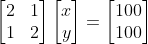 [2 1; 1 2] [x; y] = [100; 100]